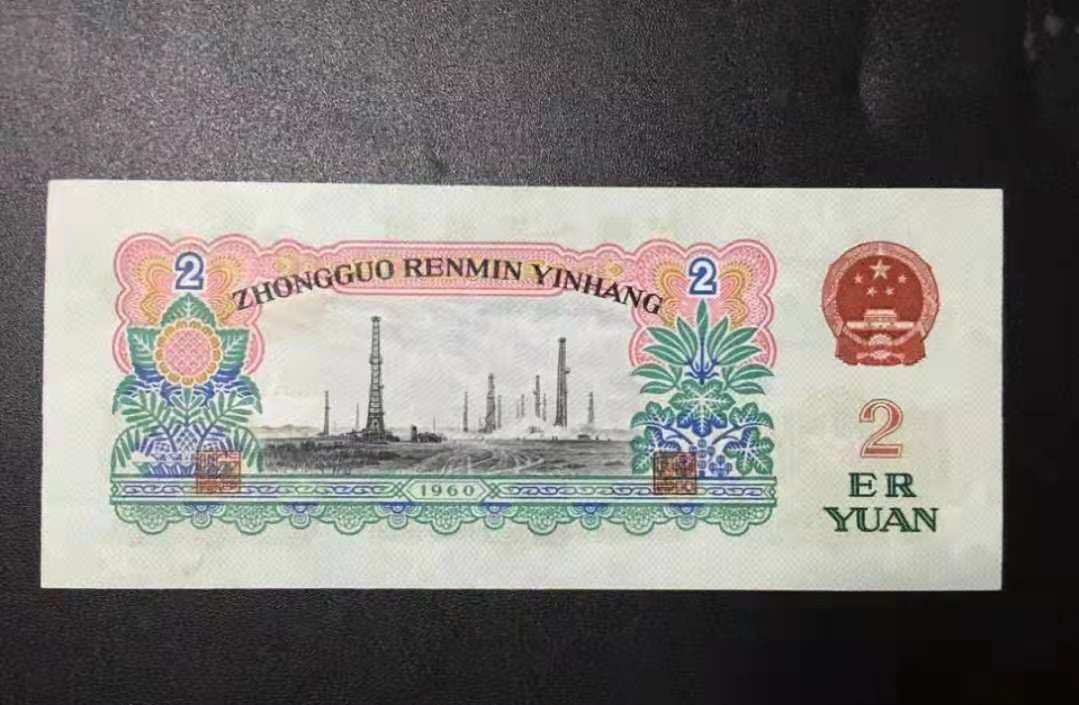 2
2
ZHONGGUO RENMIN YINHANG
2
1960
ER
YUAN